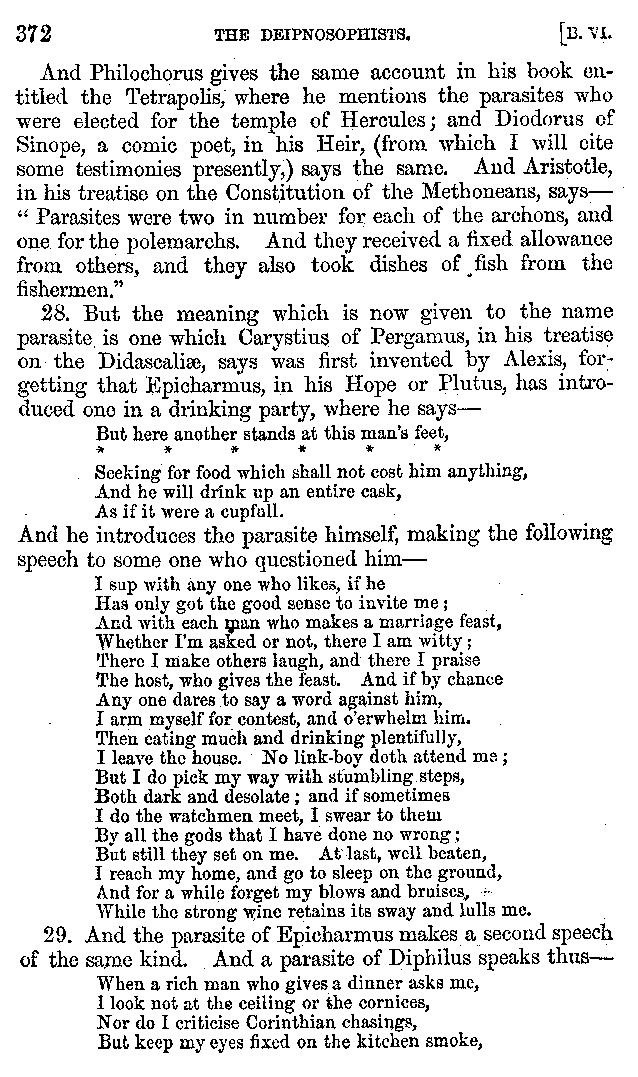 372 THE DEIPNOSOPHISTS. [B. VI.
And Philochorus gives the same account in his book en-
titled the Tetrapolis, where he mentions the parasites who
were elected for the temple of Hercules; and Diodorus of
Sinope, a comic poet, in his Heir, (from which I will cite
some testimonies presently,) says the same. And Aristotle,
in his treatise on the Constitution of the Methoneans, says—
“ Parasites were two in number for each of the archons, and
one for the polemarchs. And they received a fixed allowance
from others, and they also took dishes of fish from the
fishermen.”
28. But the meaning which is now given to the name
parasite is one which Carystius of Pergamus, in his treatise
on the Didascaliæ, says was first invented by Alexis, for-
getting that Epicharmus, in his Hope or Plutus, has intro-
duced one in a drinking party, where he says—
But here another stands at this man's feet,
* * * * * *
Seeking for food which shall not cost him anything,
And he will drink up an entire cask,
As if it were a cupfull.
And he introduces the parasite himself, making the following
speech to some one who questioned him—
I sup with any one who likes, if he
Has only got the good sense to invite me;
And with each man who makes a marriage feast,
Whether I'm asked or not, there I am witty;
There I make others laugh, and there I praise
The host, who gives the feast. And if by chance
Any one dares to say a word against him,
I arm myself for contest, and o'erwhelm him.
Then eating much and drinking plentifully,
I leave the house. No link-boy doth attend me;
But I do pick my way with stumbling steps,
Both dark and desolate; and if sometimes
I do the watchmen meet, I swear to them
By all the gods that I have done no wrong;
But still they set on me. At last, well beaten,
I reach my home, and go to sleep on the ground,
And for a while forget my blows and bruises,
While the strong wine retains its sway and lulls me.
29. And the parasite of Epicharmus makes a second speech
of the same kind. And a parasite of Diphilus speaks thus—
When a rich man who gives a dinner asks me,
I look not at the ceiling or the cornices,
Nor do I criticise Corinthian chasings,
But keep my eyes fixed on the kitchen smoke,